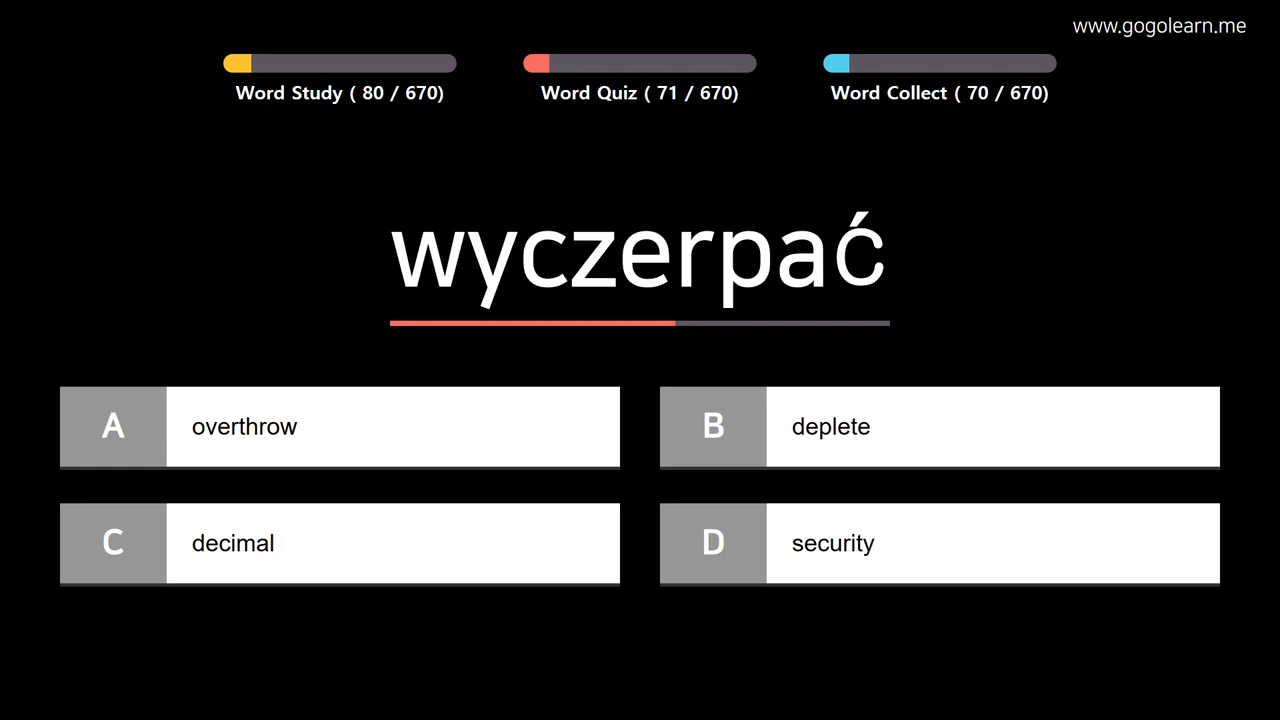 www.gogolearn.me
Word Study ( 80 / 670)
Word Quiz ( 71 / 670)
Word Collect ( 70 / 670)
wyczerpać
A overthrow
B deplete
C decimal
D security